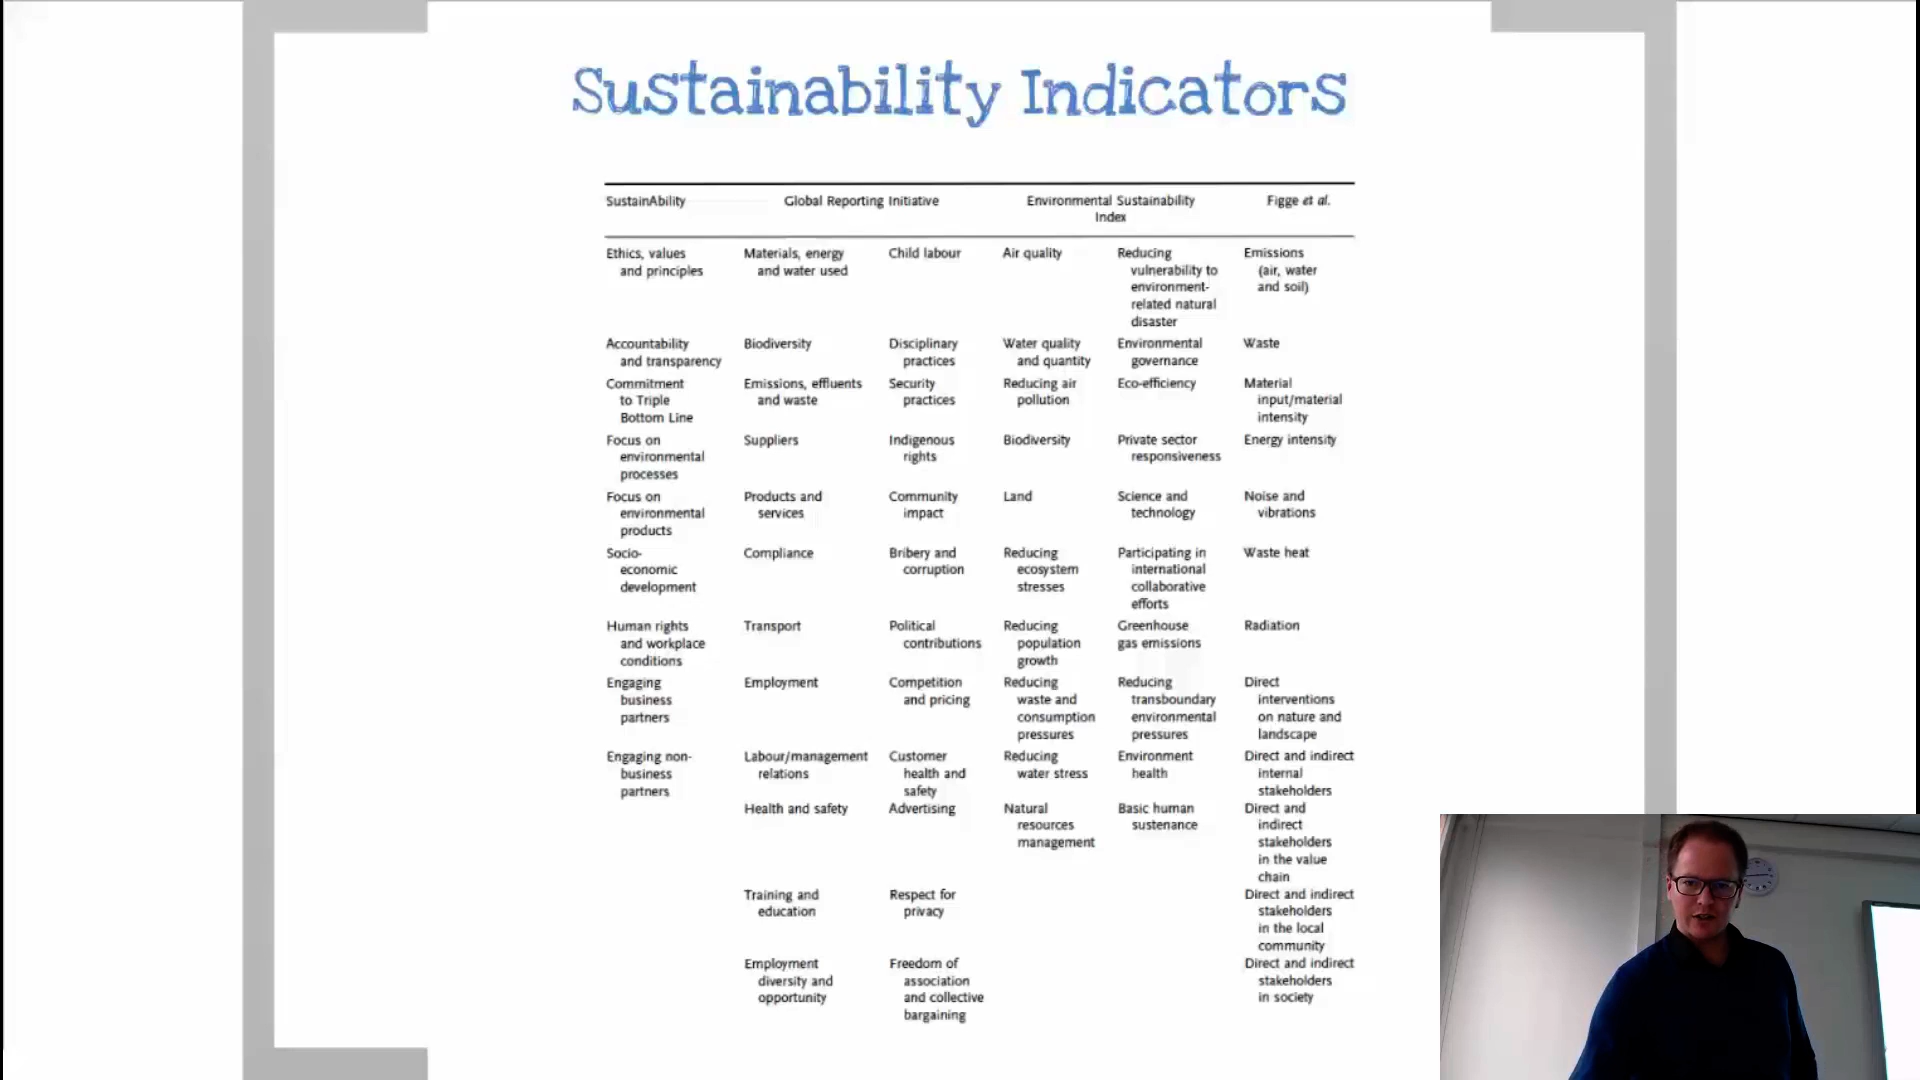 Sustainability Indicators
SustainAbility Global Reporting Initiative Environmental Sustainability Figge et al.
Index
Ethics, values Materials, energy Child labour Air quality Reducing Emissions
and principles and water used vulnerability to (air, water
environment- and soil)
related natural
disaster
Accountability Biodiversity Disciplinary Water quality Environmental Waste
and transparency practices and quantity governance
Commitment Emissions, effluents Security Reducing air Eco-efficiency Material
to Triple and waste practices pollution input/material
Bottom Line intensity
Focus on Suppliers Indigenous Biodiversity Private sector Energy intensity
environmental rights responsiveness
processes
Focus on Products and Community Land Science and Noise and
environmental services impact technology vibrations
products
Socio- Compliance Bribery and Reducing Participating in Waste heat
economic corruption ecosystem international
development stresses collaborative
efforts
Human rights Transport Political Reducing Greenhouse Radiation
and workplace contributions population gas emissions
conditions growth
Engaging Employment Competition Reducing Reducing Direct
business and pricing waste and transboundary interventions
partners consumption environmental on nature and
pressures pressures landscape
Engaging non- Labour/management Customer Reducing Environment Direct and indirect
business relations health and water stress health internal
partners safety stakeholders
Health and safety Advertising Natural Basic human Direct and
resources sustenance indirect
management stakeholders
in the value
chain
Training and Respect for Direct and indirect
education privacy stakeholders
in the local
community
Employment Freedom of Direct and indirect
diversity and association stakeholders
opportunity and collective in society
bargaining